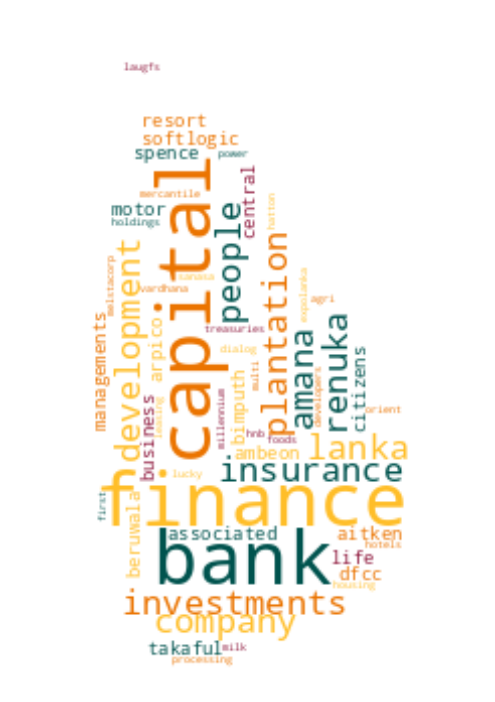 laugfs
resort
softlogic
spence
power
mercantile
motor
holdings
capital
central
people
hatton
development
melstacorp
sanasa
vardhana
plantation
expolanka
agri
managements
arpico
treasuries
amana
renuka
developers
dialog
citizens
multi
bimputh
millennium
business
leasing
orient
hnb
foods
ambeon
lanka
insurance
lucky
finance
first
beruwala
associated
bank
aitken
hotels
life
dfcc
housing
investments
company
takaful
milk
processing